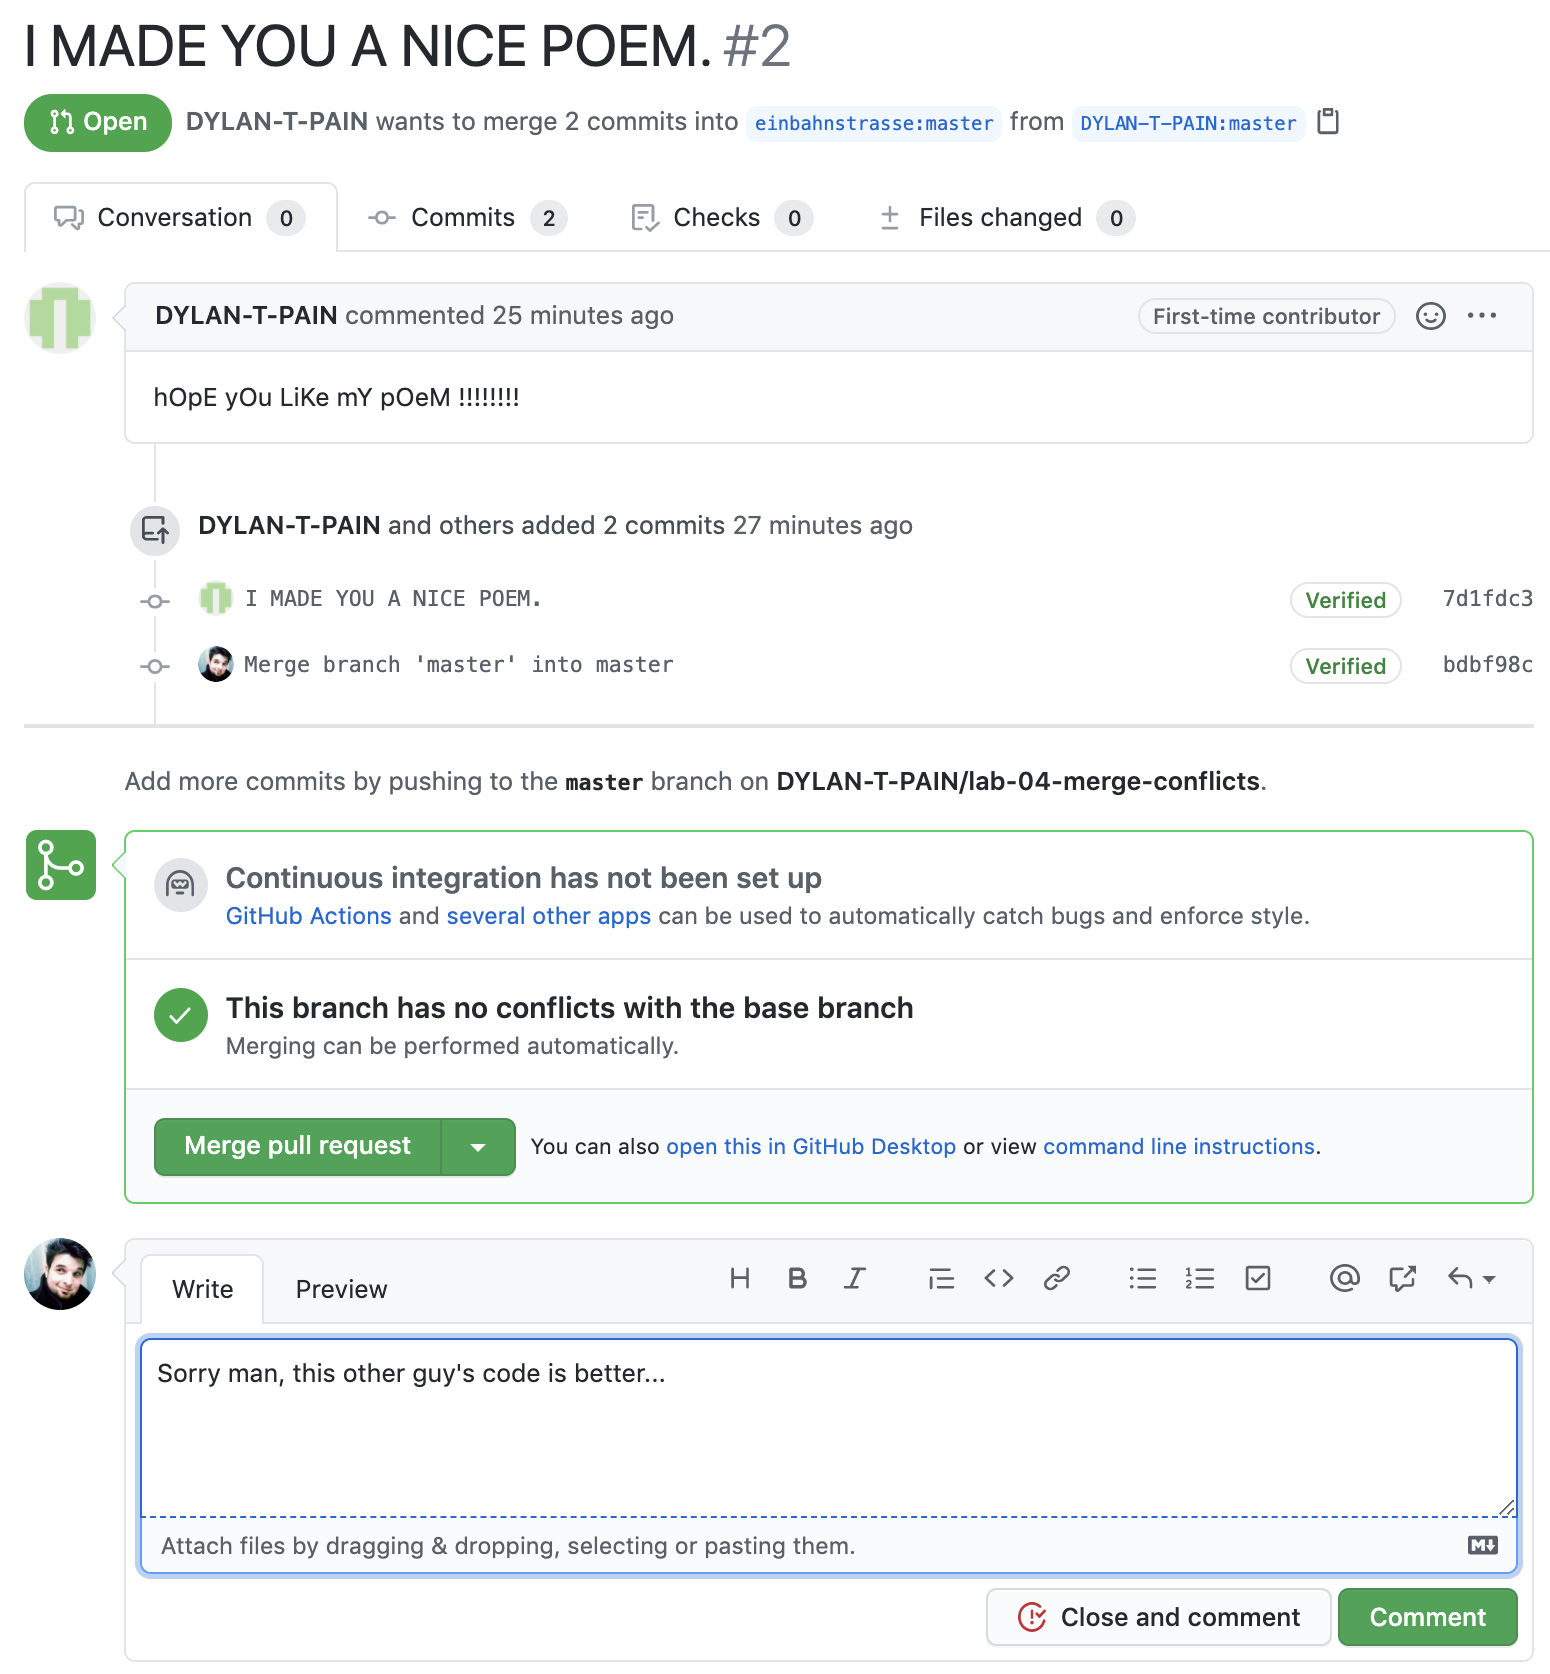 I MADE YOU A NICE POEM. #2
Open DYLAN-T-PAIN wants to merge 2 commits into einbahnstrasse:master from DYLAN-T-PAIN:master
Conversation 0 Commits 2 Checks 0 Files changed 0
DYLAN-T-PAIN commented 25 minutes ago First-time contributor
hOpE yOu LiKe mY pOeM !!!!!!!!
DYLAN-T-PAIN and others added 2 commits 27 minutes ago
I MADE YOU A NICE POEM. Verified 7d1fdc3
Merge branch 'master' into master Verified bdbf98c
Add more commits by pushing to the master branch on DYLAN-T-PAIN/lab-04-merge-conflicts.
Continuous integration has not been set up
GitHub Actions and several other apps can be used to automatically catch bugs and enforce style.
This branch has no conflicts with the base branch
Merging can be performed automatically.
Merge pull request You can also open this in GitHub Desktop or view command line instructions.
Write Preview H B I
Sorry man, this other guy's code is better...
Attach files by dragging & dropping, selecting or pasting them. M
Close and comment Comment